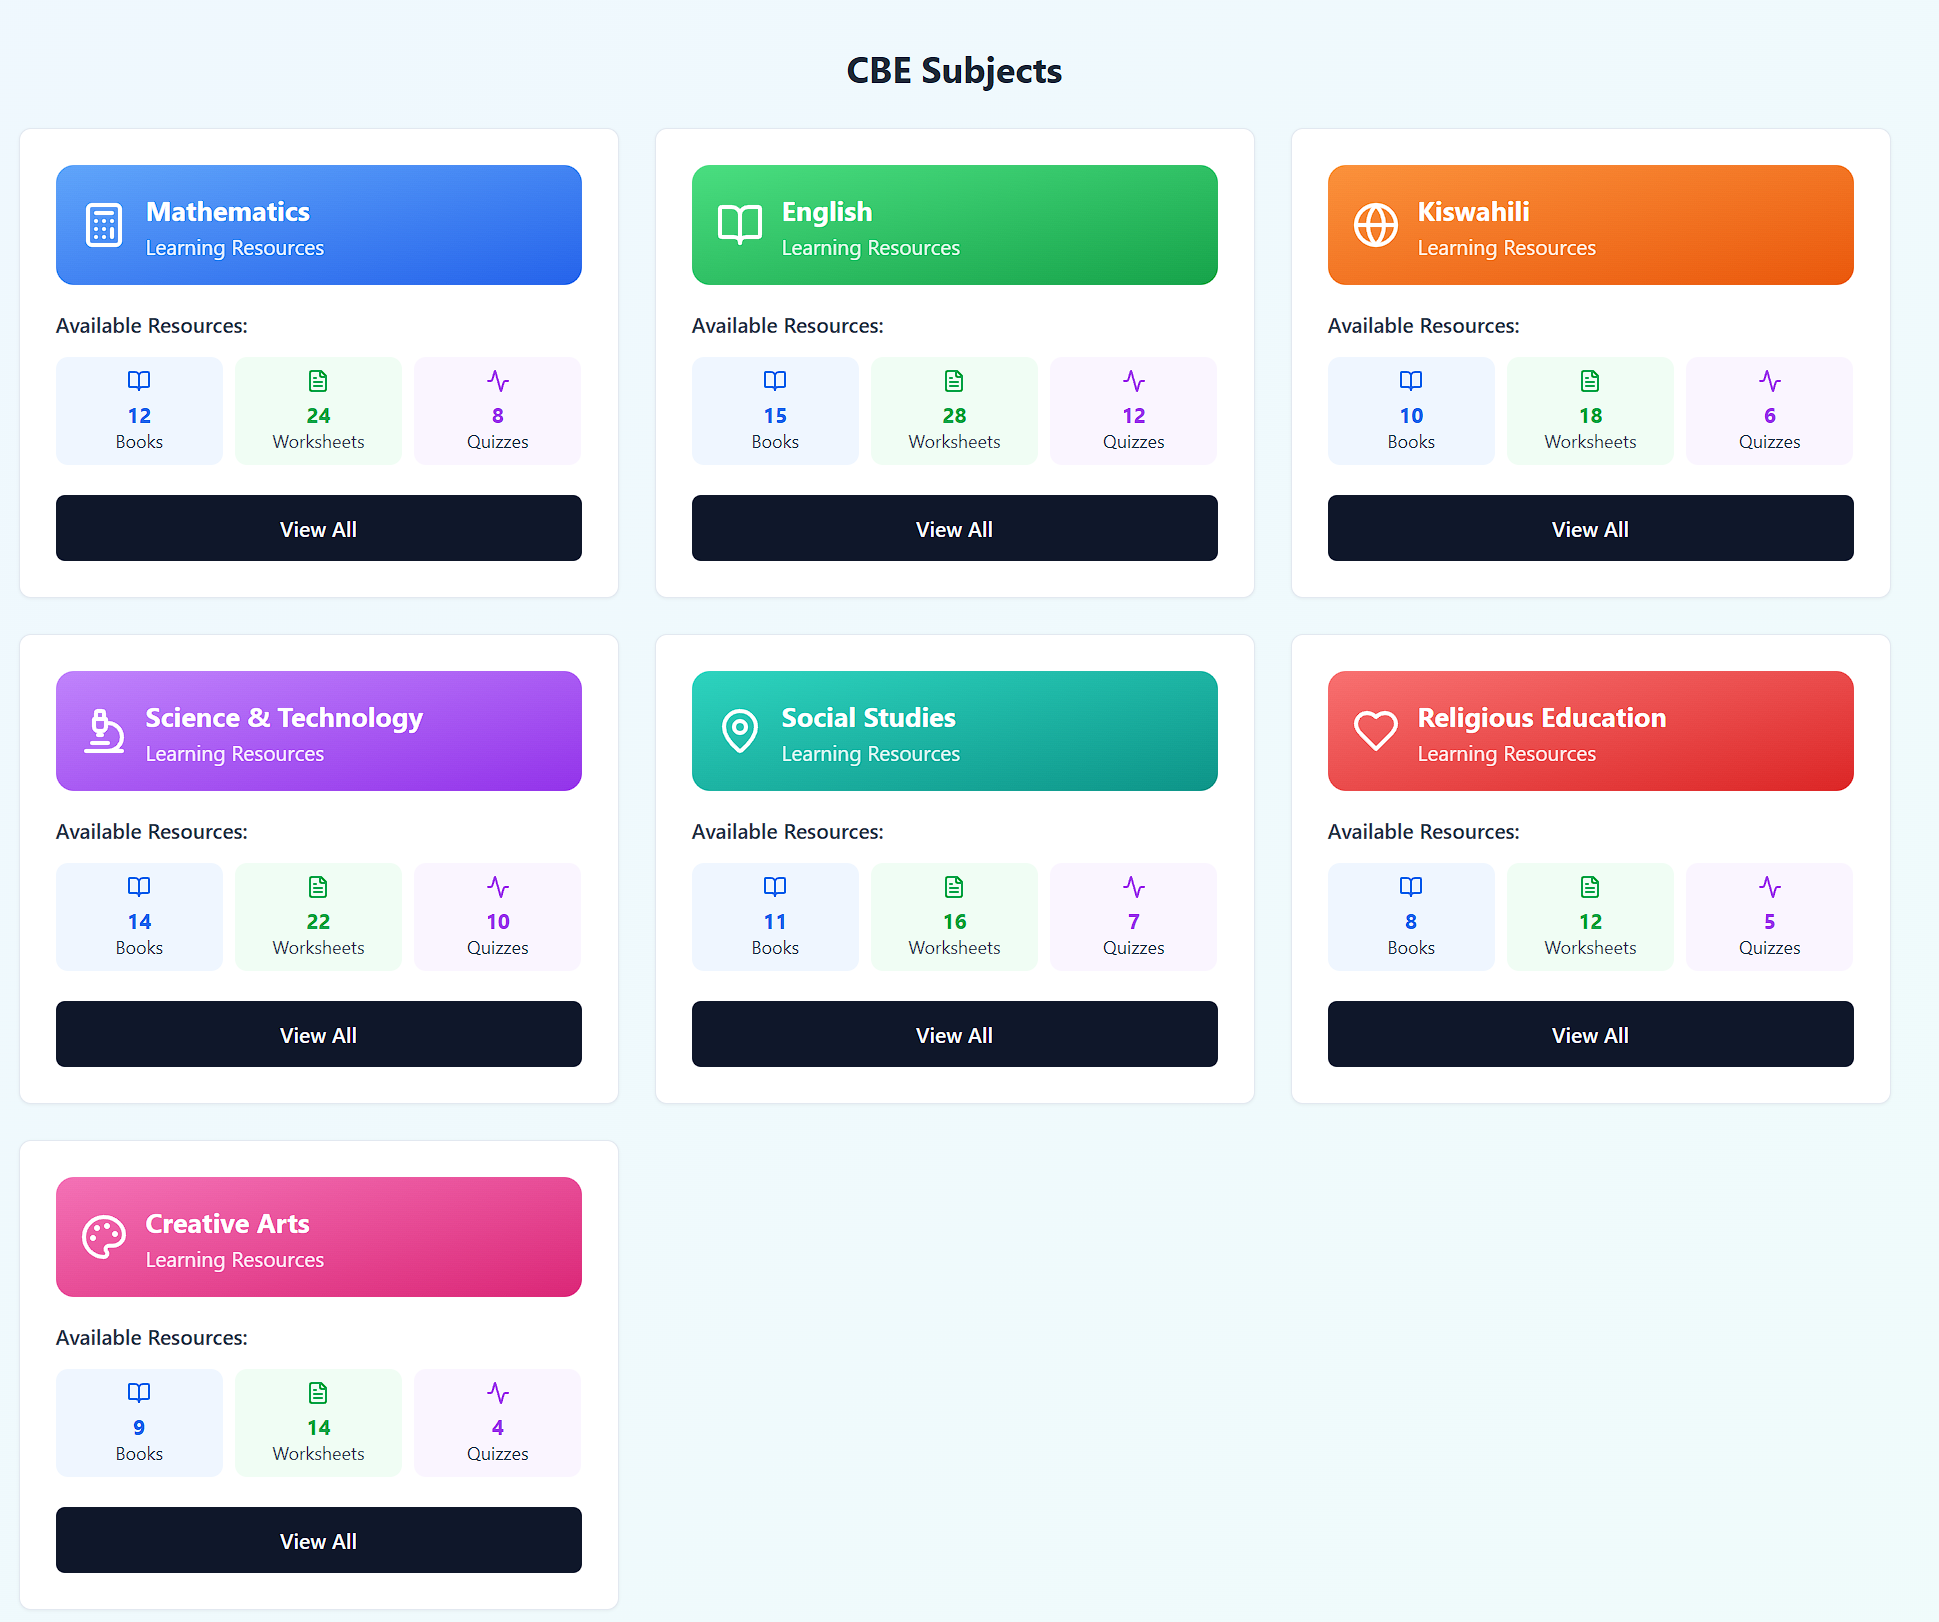 CBE Subjects
Mathematics
Learning Resources
Available Resources:
12
Books
24
Worksheets
8
Quizzes
View All
English
Learning Resources
Available Resources:
15
Books
28
Worksheets
12
Quizzes
View All
Kiswahili
Learning Resources
Available Resources:
10
Books
18
Worksheets
6
Quizzes
View All
Science & Technology
Learning Resources
Available Resources:
14
Books
22
Worksheets
10
Quizzes
View All
Social Studies
Learning Resources
Available Resources:
11
Books
16
Worksheets
7
Quizzes
View All
Religious Education
Learning Resources
Available Resources:
8
Books
12
Worksheets
5
Quizzes
View All
Creative Arts
Learning Resources
Available Resources:
9
Books
14
Worksheets
4
Quizzes
View All